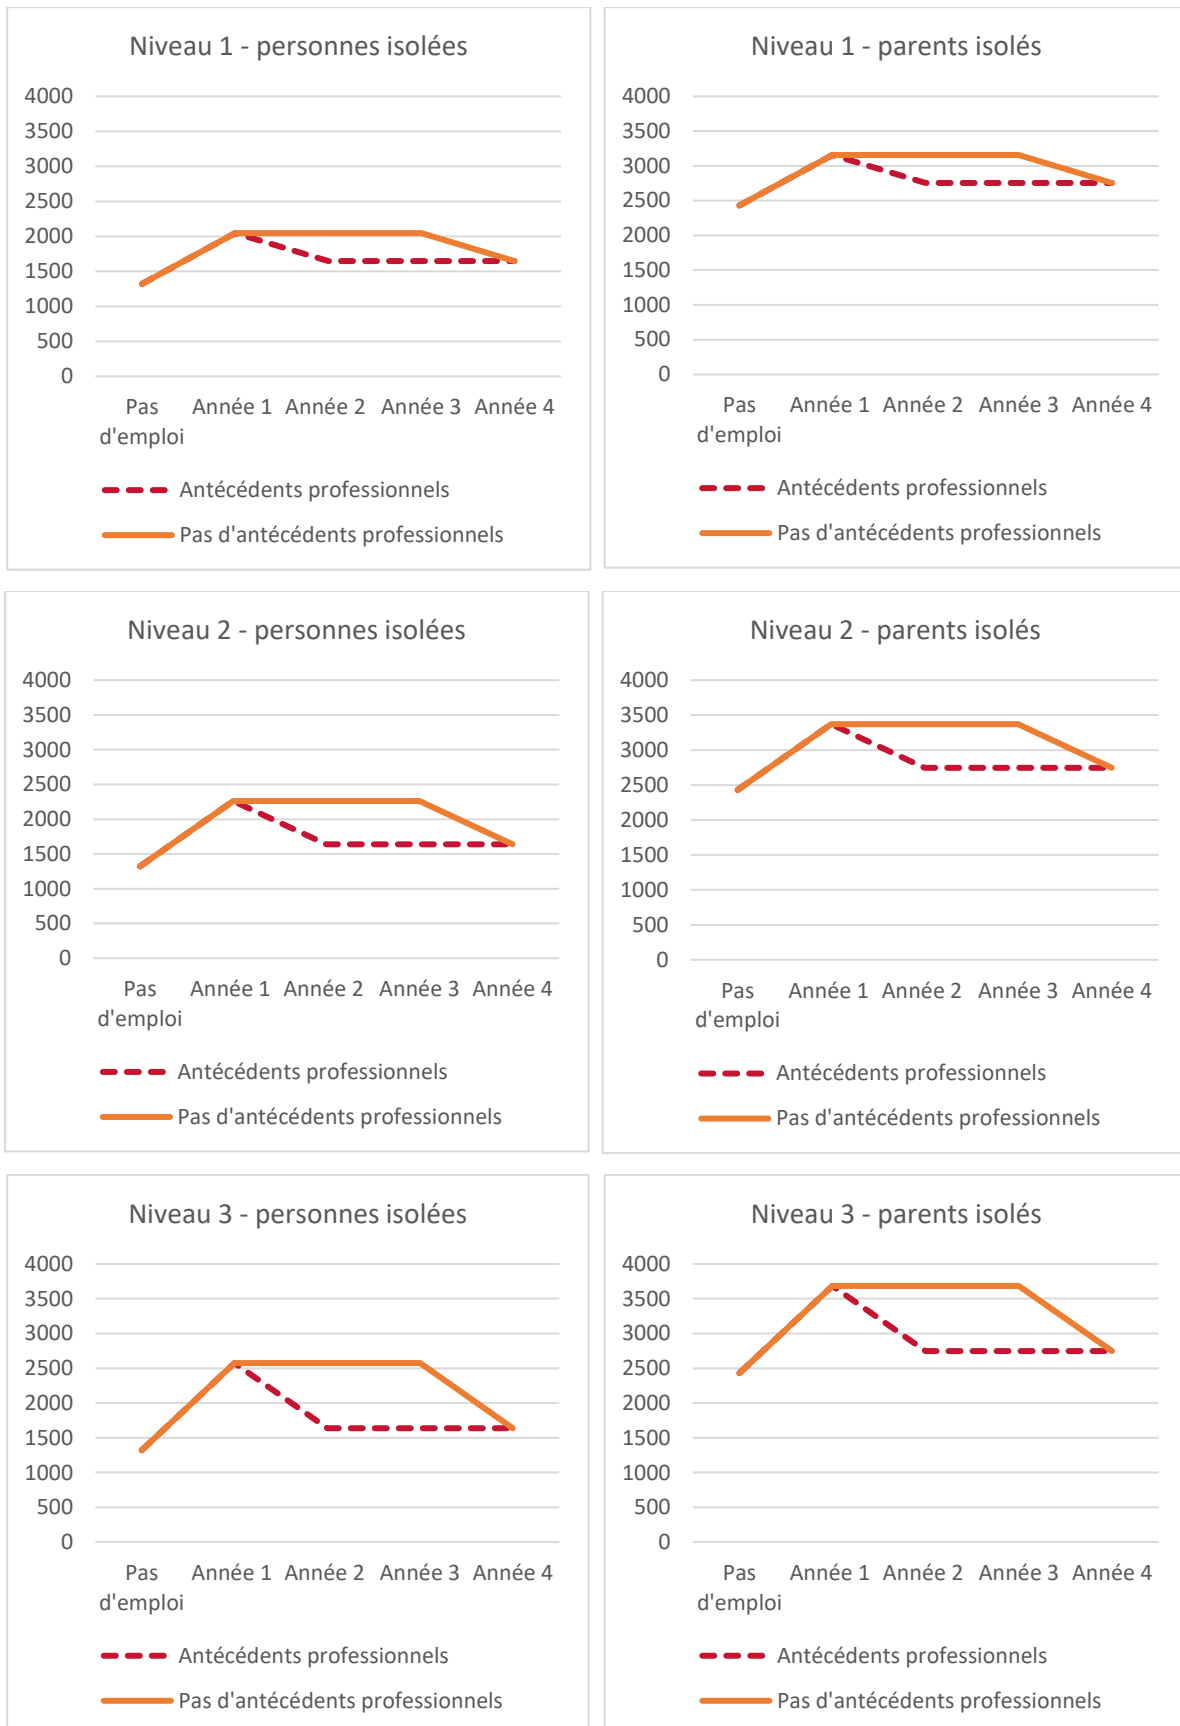 Niveau 1 - personnes isolées
4000
3500
3000
2500
2000
1500
1000
500
0
Pas d'emploi
Année 1
Année 2
Année 3
Année 4
Antécédents professionnels
Pas d'antécédents professionnels
Niveau 1 - parents isolés
4000
3500
3000
2500
2000
1500
1000
500
0
Pas d'emploi
Année 1
Année 2
Année 3
Année 4
Antécédents professionnels
Pas d'antécédents professionnels
Niveau 2 - personnes isolées
4000
3500
3000
2500
2000
1500
1000
500
0
Pas d'emploi
Année 1
Année 2
Année 3
Année 4
Antécédents professionnels
Pas d'antécédents professionnels
Niveau 2 - parents isolés
4000
3500
3000
2500
2000
1500
1000
500
0
Pas d'emploi
Année 1
Année 2
Année 3
Année 4
Antécédents professionnels
Pas d'antécédents professionnels
Niveau 3 - personnes isolées
4000
3500
3000
2500
2000
1500
1000
500
0
Pas d'emploi
Année 1
Année 2
Année 3
Année 4
Antécédents professionnels
Pas d'antécédents professionnels
Niveau 3 - parents isolés
4000
3500
3000
2500
2000
1500
1000
500
0
Pas d'emploi
Année 1
Année 2
Année 3
Année 4
Antécédents professionnels
Pas d'antécédents professionnels